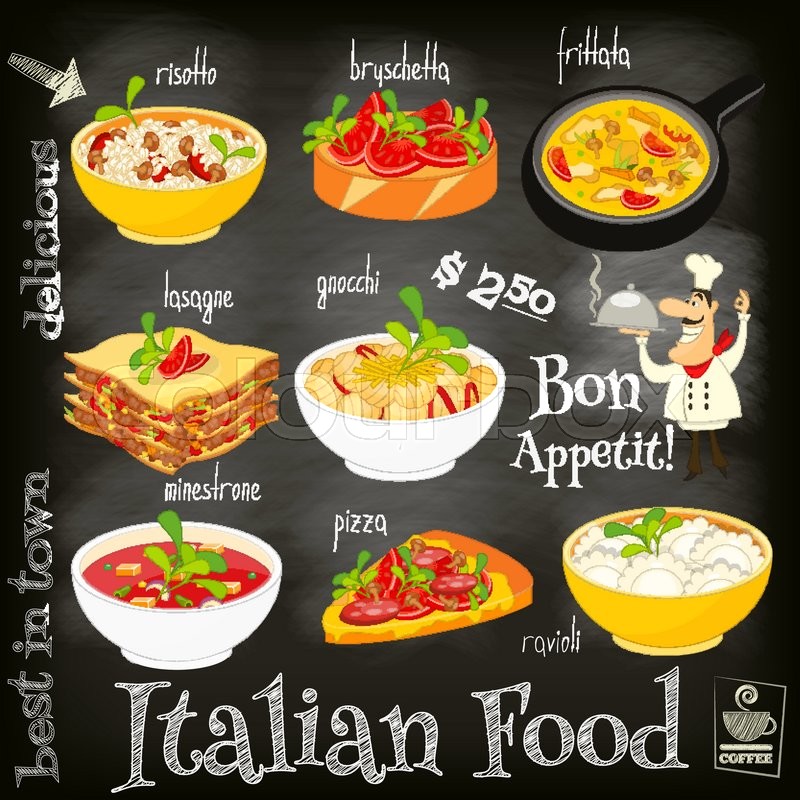 risotto
bryschetta
frittata
delicious
lasagne
gnocchi
$ 2.50
Bon
Appetit!
minestrone
pizza
ravioli
best in town
Italian Food
COFFEE
colourbox